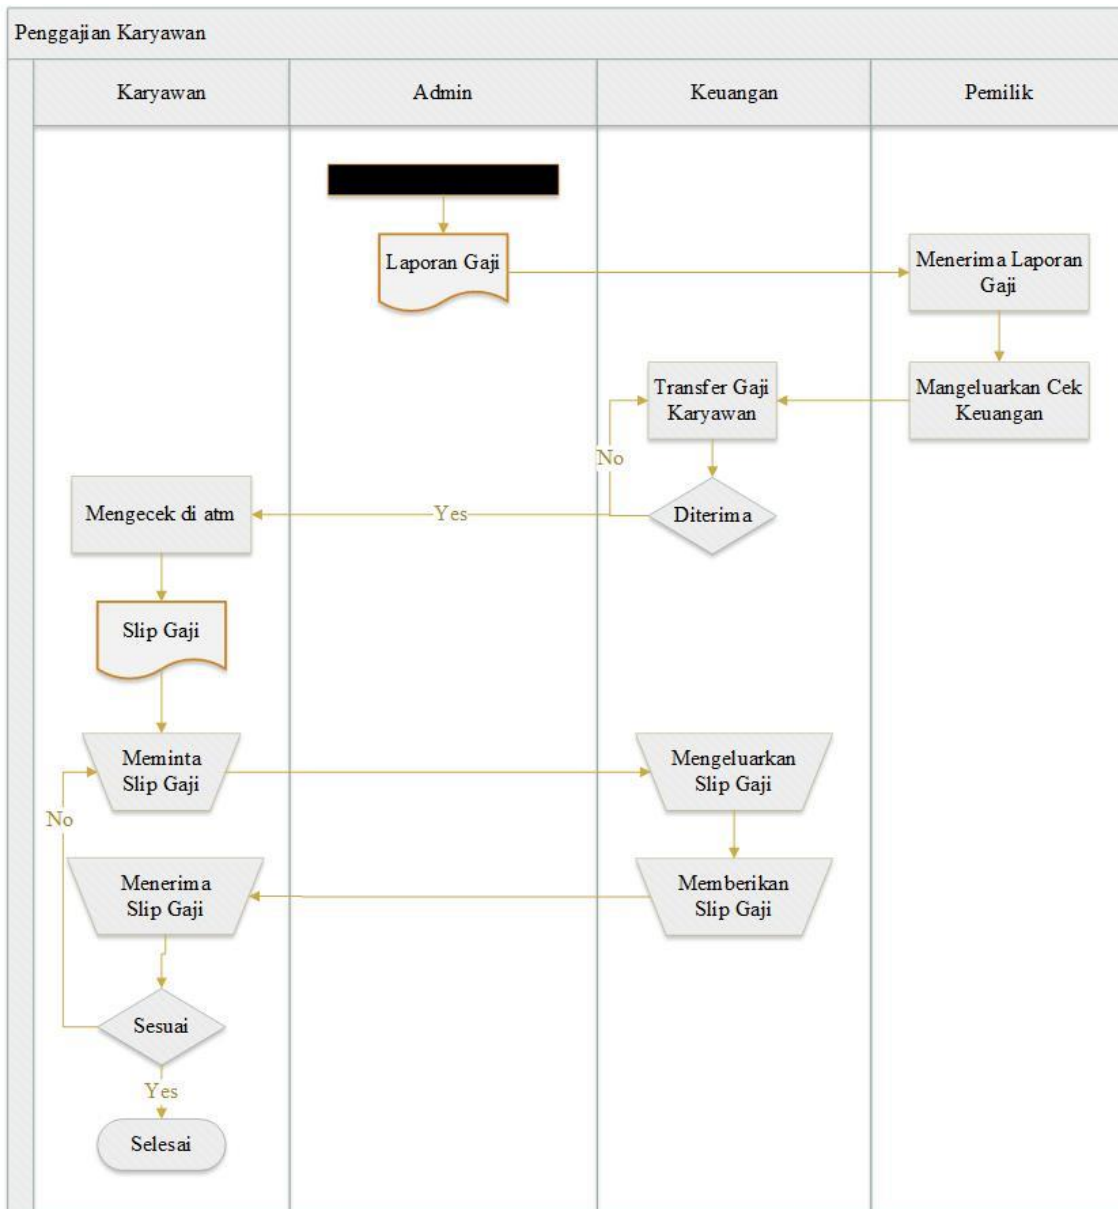 Penggajian Karyawan
Karyawan
Admin
Keuangan
Pemilik
Laporan Gaji
Menerima Laporan
Gaji
Transfer Gaji
Karyawan
Mangeluarkan Cek
Keuangan
No
Mengecek di atm
Yes
Diterima
Slip Gaji
Meminta
Slip Gaji
Mengeluarkan
Slip Gaji
No
Menerima
Slip Gaji
Memberikan
Slip Gaji
Sesuai
Yes
Selesai